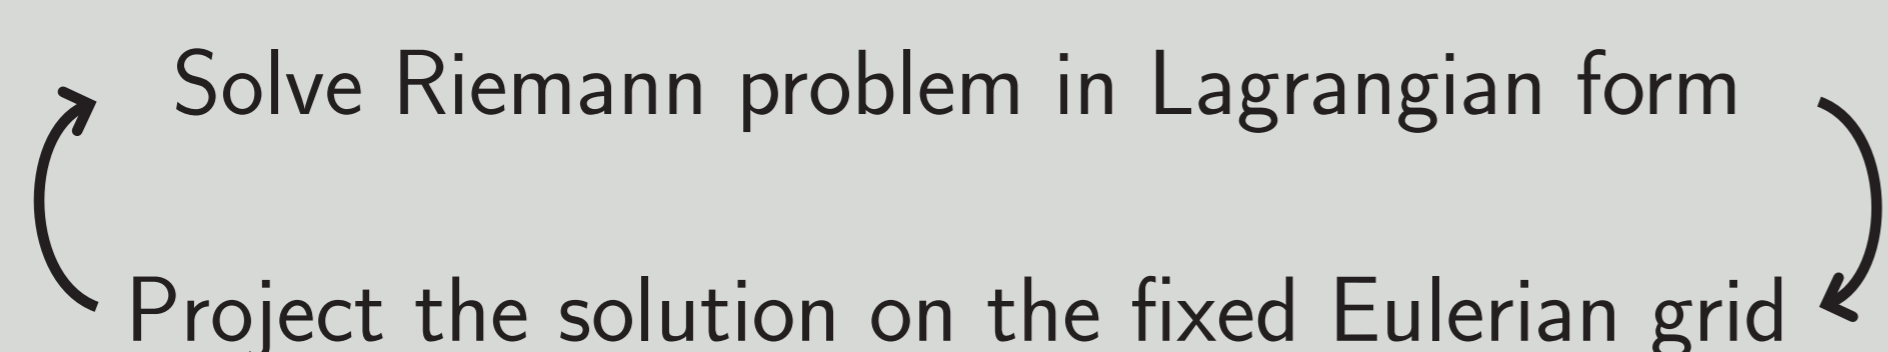 Solve Riemann problem in Lagrangian form
Project the solution on the fixed Eulerian grid